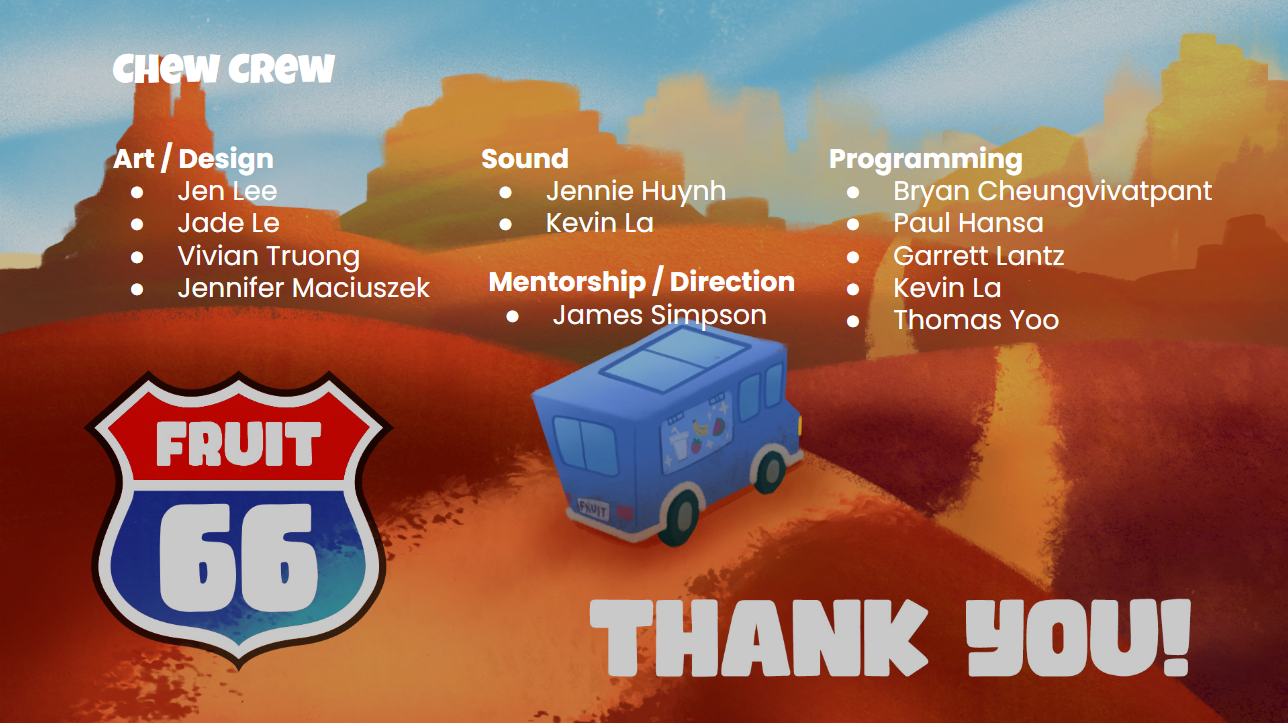 CHEW CREW
Art / Design
● Jen Lee
● Jade Le
● Vivian Truong
● Jennifer Maciuszek
Sound
● Jennie Huynh
● Kevin La
Mentorship / Direction
● James Simpson
Programming
● Bryan Cheungvivatpant
● Paul Hansa
● Garrett Lantz
● Kevin La
● Thomas Yoo
FRUIT
66
FRUIT
THANK YOU!